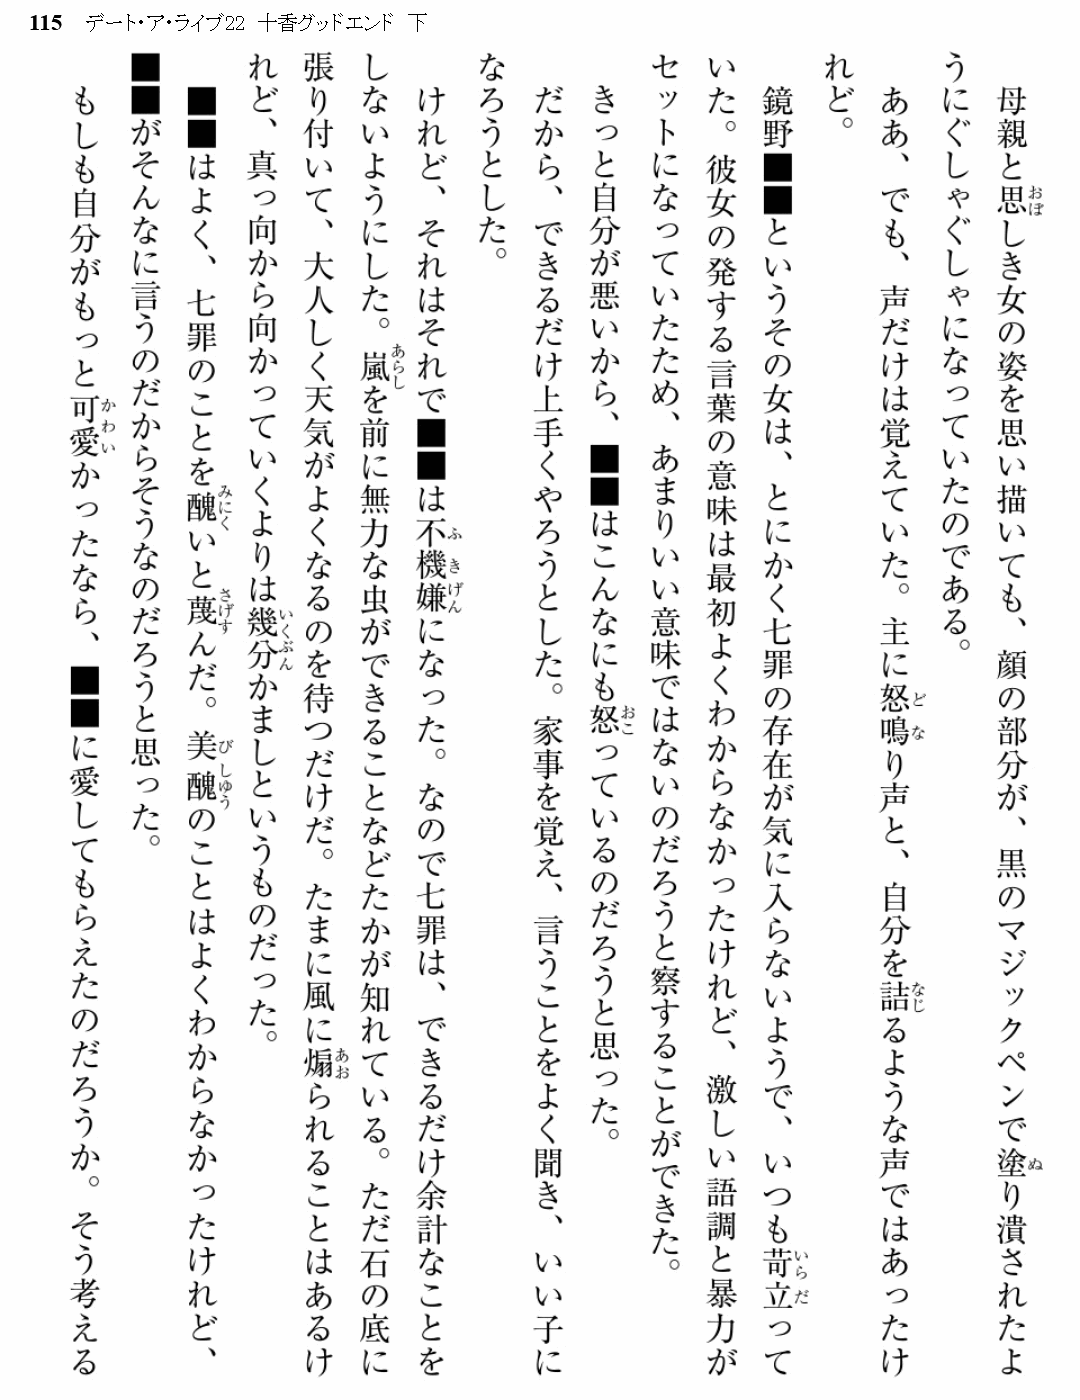 115 デート・ア・ライブ22 十香グッドエンド 下
母親と思しき女の姿を思い描いても、顔の部分が、黒のマジックペンで塗り潰されたよ
うにぐしゃぐしゃになっていたのである。
ああ、でも、声だけは覚えていた。主に怒鳴り声と、自分を詰るような声ではあったけ
れど。
鏡野■■というその女は、とにかく七罪の存在が気に入らないようで、いつも苛立って
いた。彼女の発する言葉の意味は最初よくわからなかったけれど、激しい語調と暴力が
セットになっていたため、あまりいい意味ではないのだろうと察することができた。
きっと自分が悪いから、■■はこんなにも怒っているのだろうと思った。
だから、できるだけ上手くやろうとした。家事を覚え、言うことをよく聞き、いい子に
なろうとした。
けれど、それはそれで■■は不機嫌になった。なので七罪は、できるだけ余計なことを
しないようにした。嵐を前に無力な虫ができることなどたかが知れている。ただ石の底に
張り付いて、大人しく天気がよくなるのを待つだけだ。たまに風に煽られることはあるけ
れど、真っ向から向かっていくよりは幾分かましというものだった。
■■はよく、七罪のことを醜いと蔑んだ。美醜のことはよくわからなかったけれど、
■■がそんなに言うのだからそうなのだろうと思った。
もしも自分がもっと可愛かったなら、■■に愛してもらえたのだろうか。そう考える